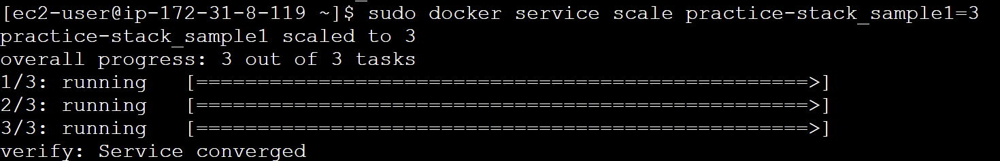 [ec2-user@ip-172-31-8-119 ~]$ sudo docker service scale practice-stack_sample1=3
practice-stack_sample1 scaled to 3
overall progress: 3 out of 3 tasks
1/3: running   [==================================================>]
2/3: running   [==================================================>]
3/3: running   [==================================================>]
verify: Service converged